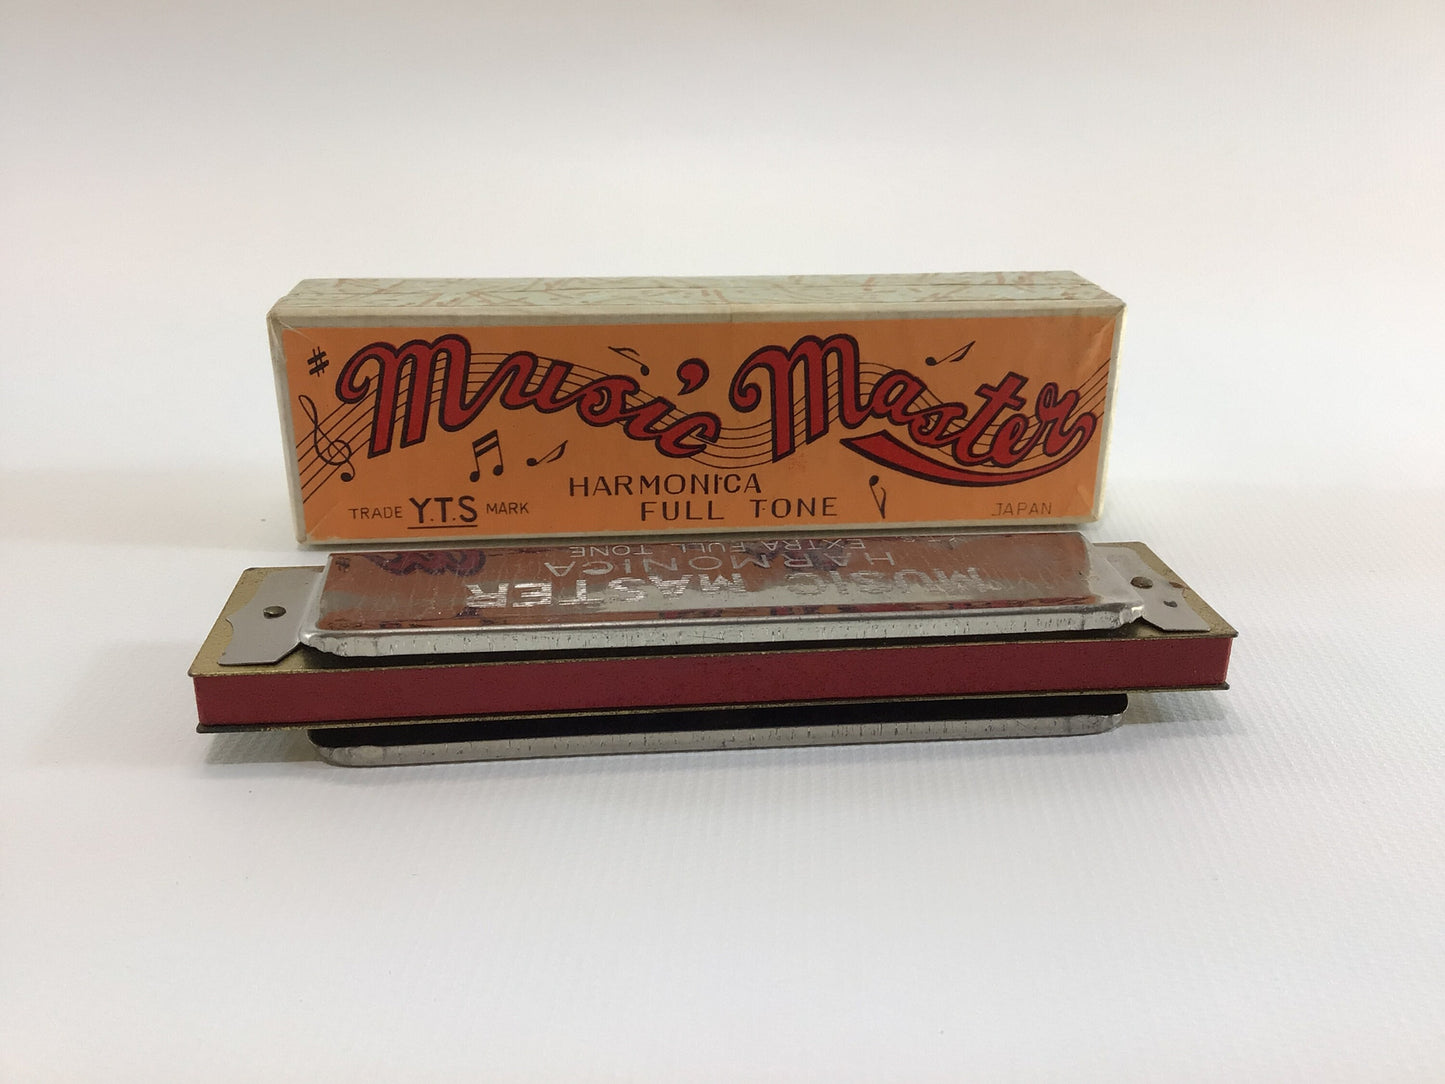 Music Master
HARMONICA
FULL TONE
TRADE Y.T.S MARK
JAPAN
MUSIC MASTER
HARMONICA
EXTRA FULL TONE